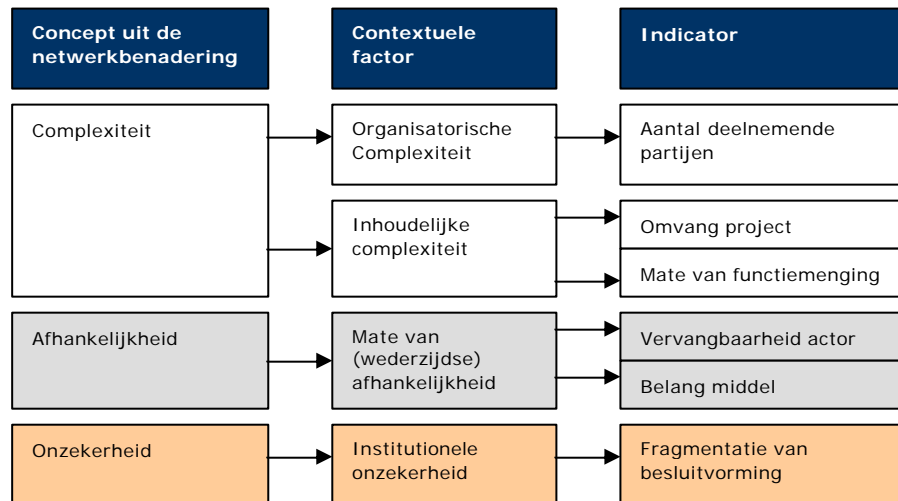 Concept uit de
netwerkbenadering
Contextuele
factor
Indicator
Complexiteit
Organisatorische
Complexiteit
Aantal deelnemende
partijen
Inhoudelijke
complexiteit
Omvang project
Mate van functiemenging
Afhankelijkheid
Mate van
(wederzijdse)
afhankelijkheid
Vervangbaarheid actor
Belang middel
Onzekerheid
Institutionele
onzekerheid
Fragmentatie van
besluitvorming